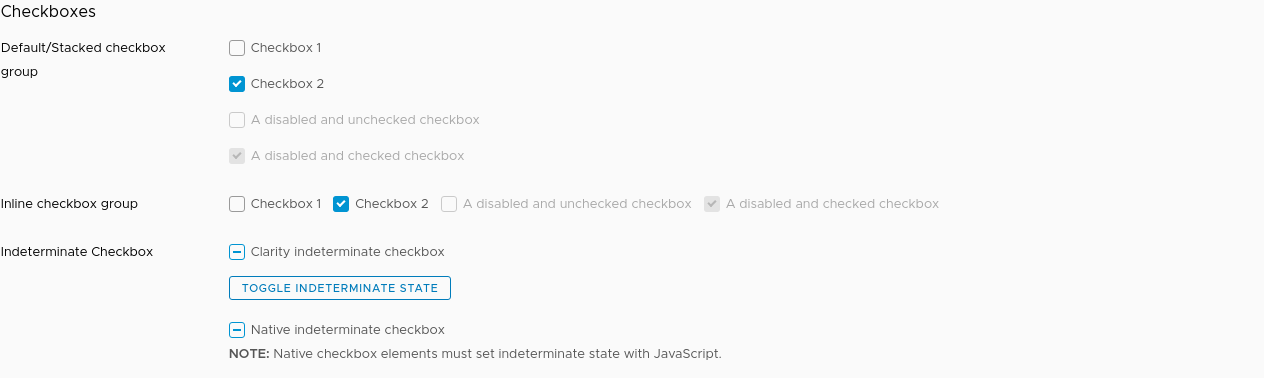 Checkboxes
Default/Stacked checkbox
group
Checkbox 1
Checkbox 2
A disabled and unchecked checkbox
A disabled and checked checkbox
Inline checkbox group
Checkbox 1 Checkbox 2 A disabled and unchecked checkbox A disabled and checked checkbox
Indeterminate Checkbox
Clarity indeterminate checkbox
TOGGLE INDETERMINATE STATE
Native indeterminate checkbox
NOTE: Native checkbox elements must set indeterminate state with JavaScript.